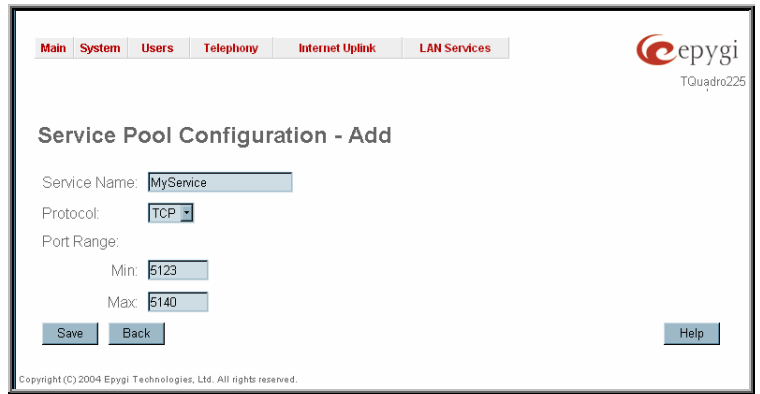 Main System Users Telephony Internet Uplink LAN Services
epygi
TQuadro225
Service Pool Configuration - Add
Service Name: MyService
Protocol: TCP
Port Range:
Min: 5123
Max: 5140
Save Back Help
Copyright (C) 2004 Epygi Technologies, Ltd. All rights reserved.